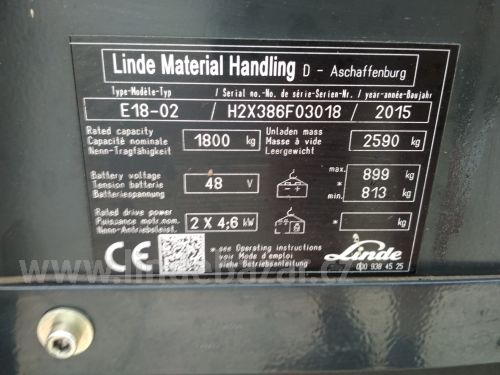 Linde Material Handling D - Aschaffenburg
Type-Modèle-Typ / Serial no.-No. de série-Serien-Nr. / year-année-Baujahr
E18-02 / H2X386F03018 / 2015
Rated capacity
Capacité nominale
Nenn-Tragfähigkeit
1800 kg
Unladen mass
Masse à vide
Leergewicht
2590 kg
Battery voltage
Tension batterie
Batteriespannung
48 V
max. 899
* kg
min. 813
Rated drive power
Puissance motr.nom
Nenn-Antriebsleist.
2 X 4,6 kW
* kg
CE
*= see Operating instructions
voir Mode d'emploi
siehe Betriebsanleitung
Linde
000 938 45 25
www.lindebazar.cz